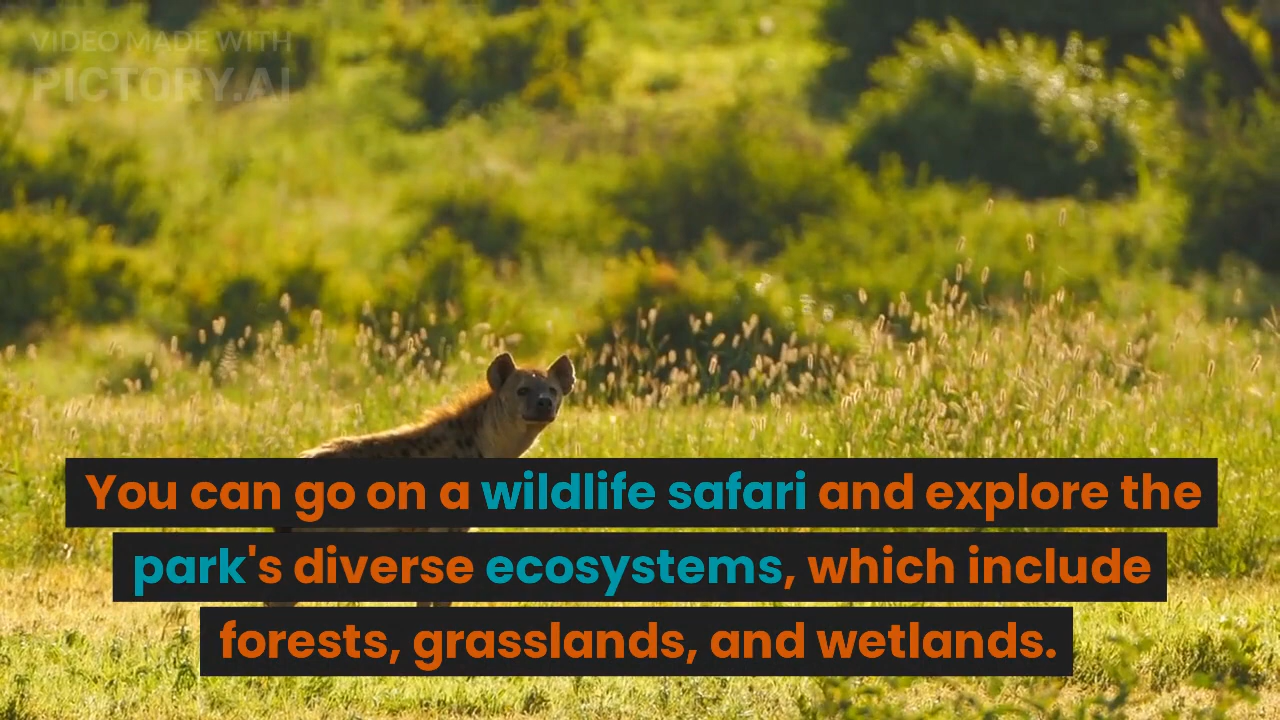 VIDEO MADE WITH
PICTORY.AI
You can go on a wildlife safari and explore the
park's diverse ecosystems, which include
forests, grasslands, and wetlands.